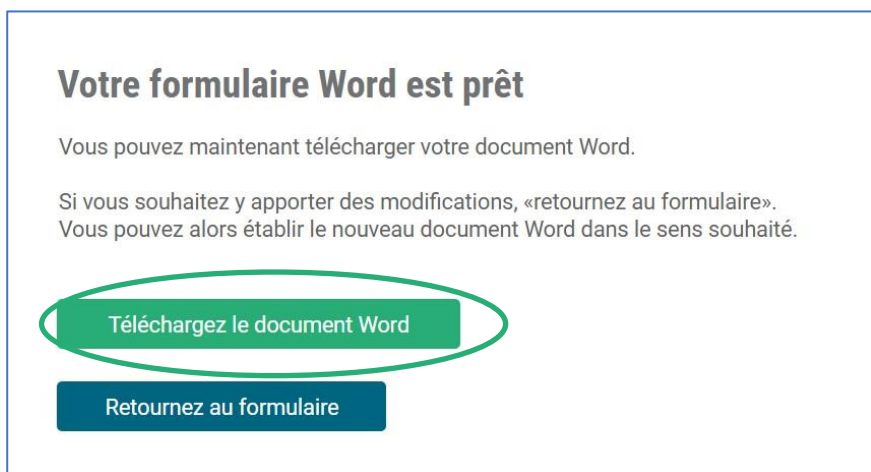 Votre formulaire Word est prêt
Vous pouvez maintenant télécharger votre document Word.
Si vous souhaitez y apporter des modifications, «retournez au formulaire».
Vous pouvez alors établir le nouveau document Word dans le sens souhaité.
Téléchargez le document Word
Retournez au formulaire